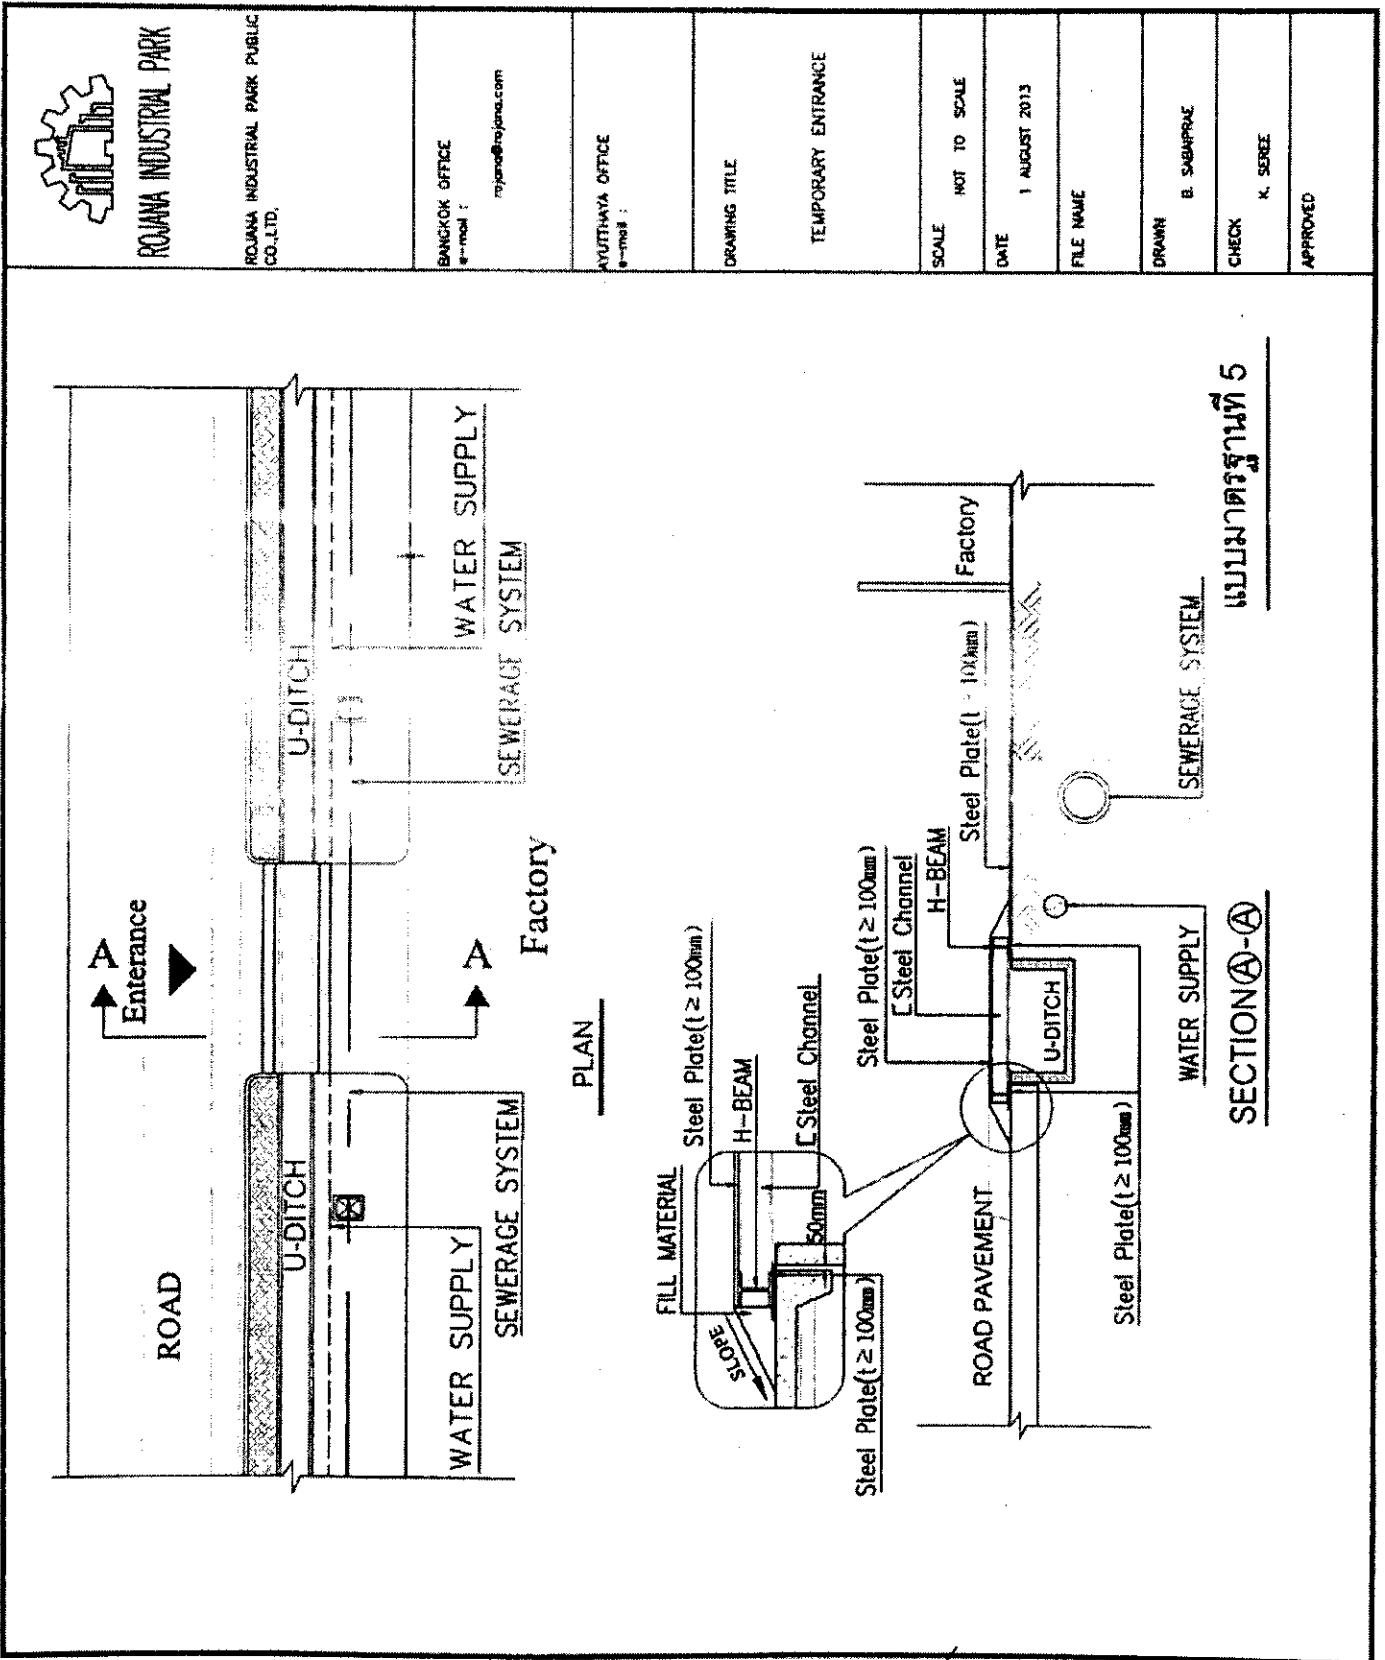 ROJANA INDUSTRIAL PARK
ROJANA INDUSTRIAL PARK PUBLIC
CO.,LTD.
BANGKOK OFFICE
e-mail :
rojana@rojana.com
AYUTTHAYA OFFICE
e-mail :
DRAWING TITLE
TEMPORARY ENTRANCE
SCALE
NOT TO SCALE
DATE
1 AUGUST 2013
FILE NAME
DRAWN
B. SABAIPRAE
CHECK
K. SEREE
APPROVED
ROAD
A
Enterance
U-DITCH
U-DITCH
WATER SUPPLY
SEWERAGE SYSTEM
A
Factory
WATER SUPPLY
SEWERAGE SYSTEM
PLAN
FILL MATERIAL
Steel Plate(t ≥ 100mm)
H-BEAM
[ Steel Channel
SLOPE
50mm
Steel Plate(t ≥ 100mm)
Steel Plate(t ≥ 100mm)
[ Steel Channel
H-BEAM
Steel Plate(t - 100mm)
Factory
ROAD PAVEMENT
U-DITCH
Steel Plate(t ≥ 100mm)
WATER SUPPLY
SEWERAGE SYSTEM
SECTION A-A
แบบมาตรฐานที่ 5